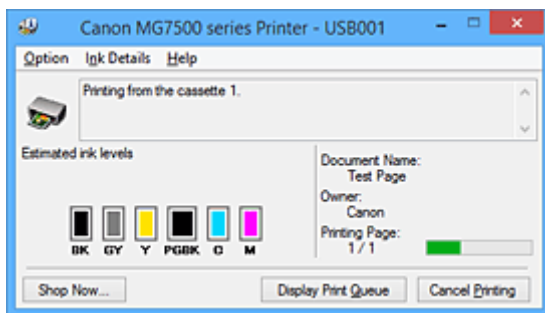 Canon MG7500 series Printer - USB001
Option Ink Details Help
Printing from the cassette 1.
Estimated ink levels
BK GY Y PGBK C M
Document Name:
Test Page
Owner:
Canon
Printing Page:
1 / 1
Shop Now... Display Print Queue Cancel Printing